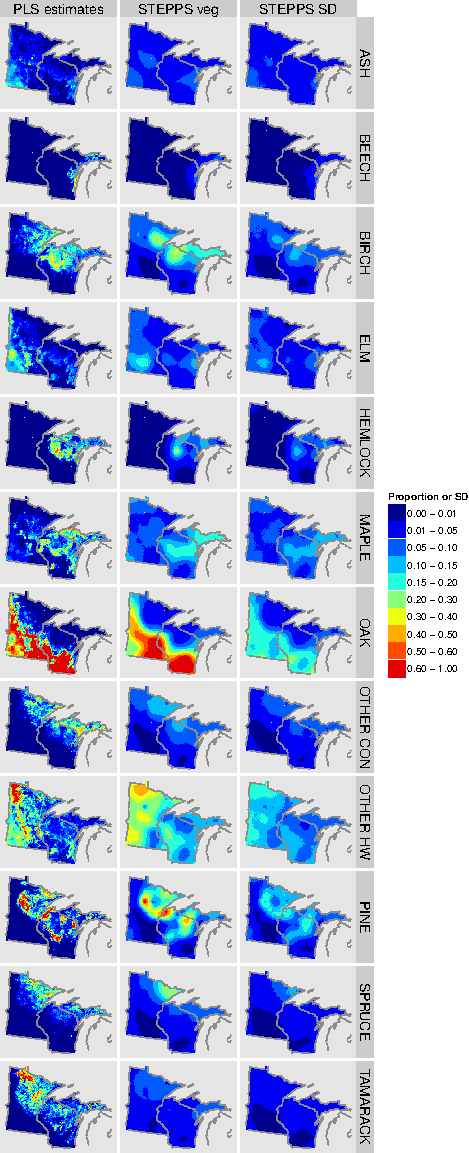 PLS estimates STEPPS veg STEPPS SD
ASH
BEECH
BIRCH
ELM
HEMLOCK
MAPLE
OAK
OTHER CON
OTHER HW
PINE
SPRUCE
TAMARACK
Proportion or SD
0.00 − 0.01
0.01 − 0.05
0.05 − 0.10
0.10 − 0.15
0.15 − 0.20
0.20 − 0.30
0.30 − 0.40
0.40 − 0.50
0.50 − 0.60
0.60 − 1.00